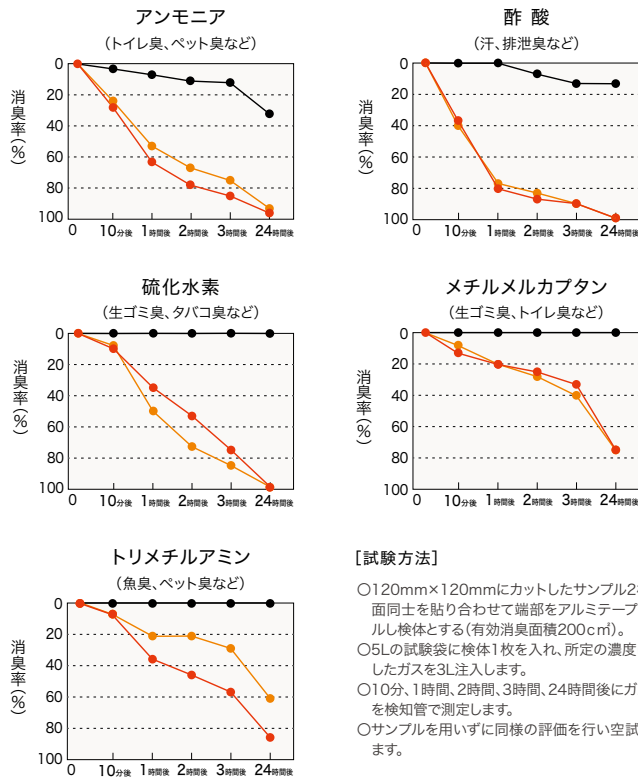 アンモニア
(トイレ臭、ペット臭など)
消臭率(%)
0
20
40
60
80
100
0 10分後 1時間後 2時間後 3時間後 24時間後
酢 酸
(汗、排泄臭など)
消臭率(%)
0
20
40
60
80
100
0 10分後 1時間後 2時間後 3時間後 24時間後
硫化水素
(生ゴミ臭、タバコ臭など)
消臭率(%)
0
20
40
60
80
100
0 10分後 1時間後 2時間後 3時間後 24時間後
メチルメルカプタン
(生ゴミ臭、トイレ臭など)
消臭率(%)
0
20
40
60
80
100
0 10分後 1時間後 2時間後 3時間後 24時間後
トリメチルアミン
(魚臭、ペット臭など)
消臭率(%)
0
20
40
60
80
100
0 10分後 1時間後 2時間後 3時間後 24時間後
[試験方法]
○120mm×120mmにカットしたサンプル2
面同士を貼り合わせて端部をアルミテープ
ルし検体とする(有効消臭面積200c㎡)。
○5Lの試験袋に検体1枚を入れ、所定の濃度
したガスを3L注入します。
○10分、1時間、2時間、3時間、24時間後にガ
を検知管で測定します。
○サンプルを用いずに同様の評価を行い空試
ます。